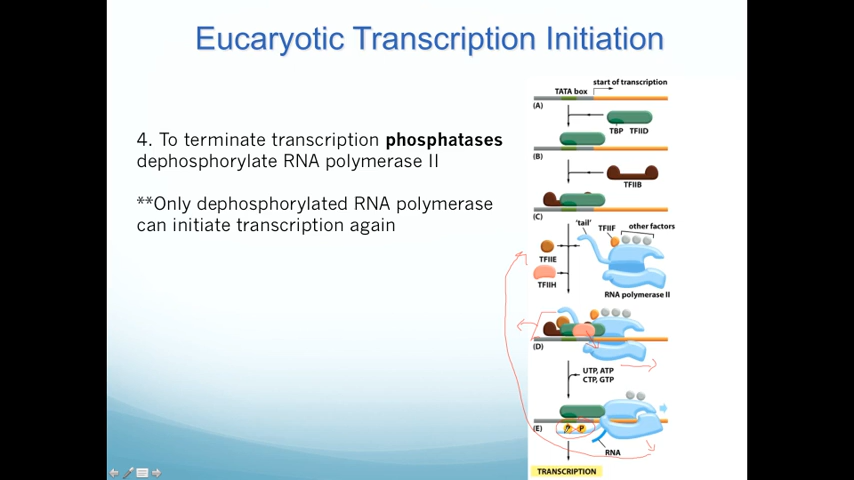 Eucaryotic Transcription Initiation
4. To terminate transcription phosphatases
dephosphorylate RNA polymerase II
**Only dephosphorylated RNA polymerase
can initiate transcription again
start of transcription
TATA box
(A)
TBP TFIID
(B)
TFIIB
(C)
'tail'
TFIIF
other factors
TFIIE
TFIIH
RNA polymerase II
(D)
UTP, ATP
CTP, GTP
(E)
P P
RNA
TRANSCRIPTION